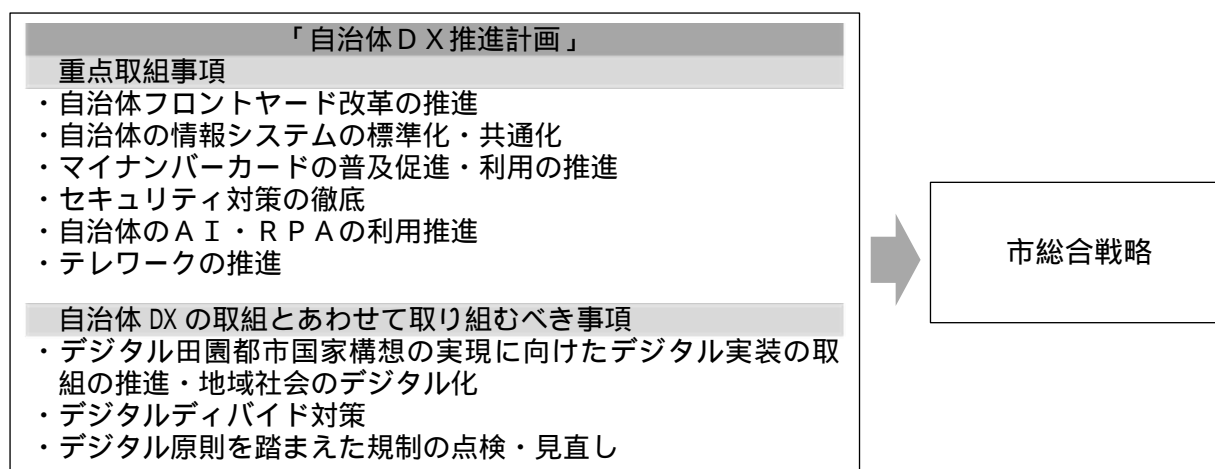 「自治体ＤＸ推進計画」
重点取組事項
・自治体フロントヤード改革の推進
・自治体の情報システムの標準化・共通化
・マイナンバーカードの普及促進・利用の推進
・セキュリティ対策の徹底
・自治体のＡＩ・ＲＰＡの利用推進
・テレワークの推進
自治体 DX の取組とあわせて取り組むべき事項
・デジタル田園都市国家構想の実現に向けたデジタル実装の取
組の推進・地域社会のデジタル化
・デジタルディバイド対策
・デジタル原則を踏まえた規制の点検・見直し
市総合戦略